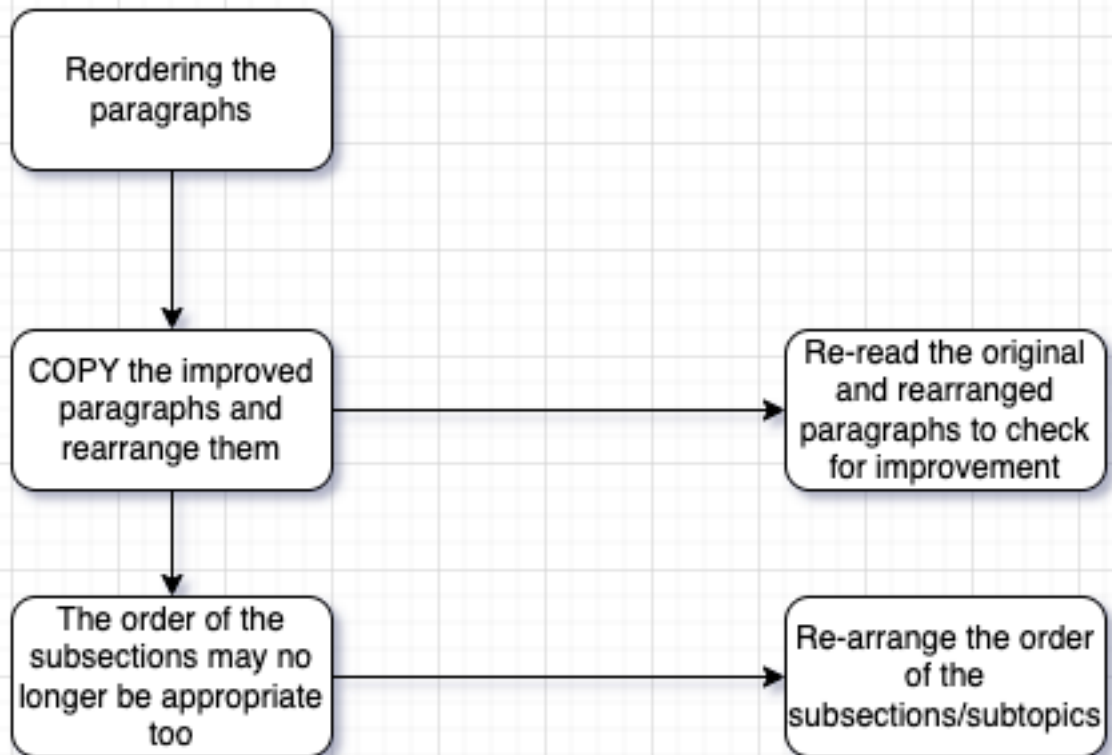 Reordering the
paragraphs
COPY the improved
paragraphs and
rearrange them
Re-read the original
and rearranged
paragraphs to check
for improvement
The order of the
subsections may no
longer be appropriate
too
Re-arrange the order
of the
subsections/subtopics